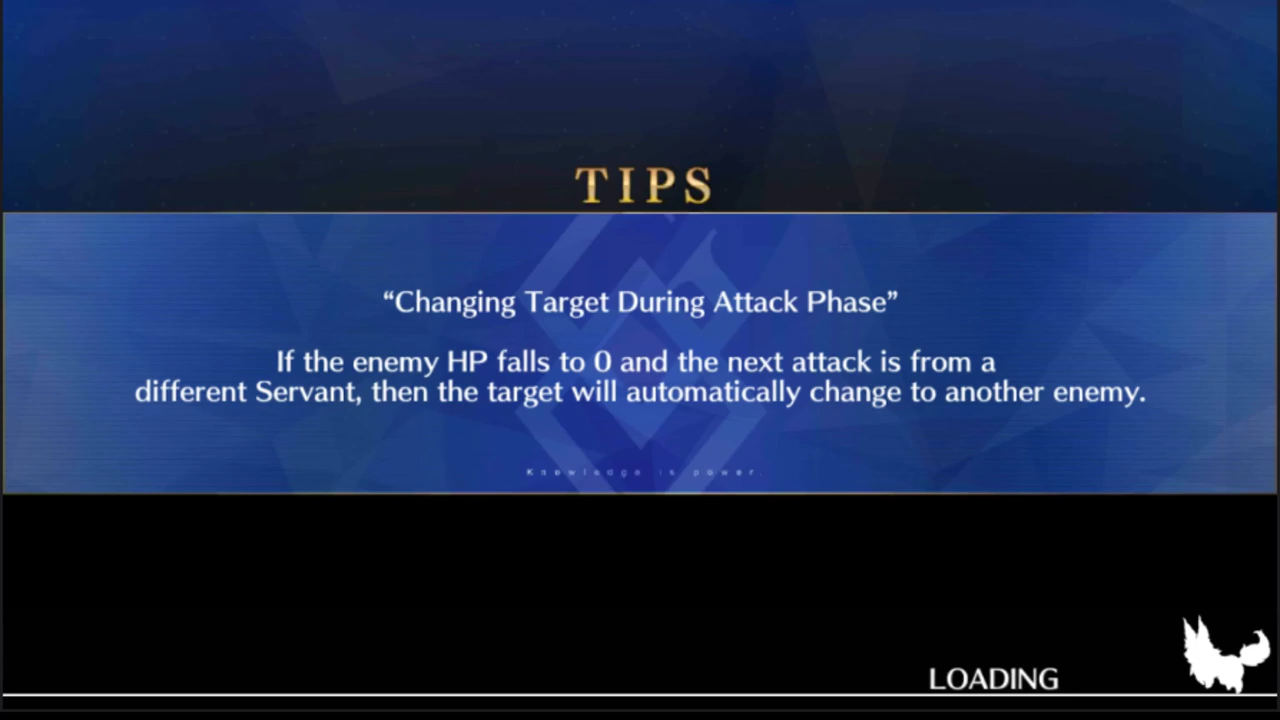 TIPS
“Changing Target During Attack Phase”
If the enemy HP falls to 0 and the next attack is from a
different Servant, then the target will automatically change to another enemy.
Knowledge is power.
LOADING